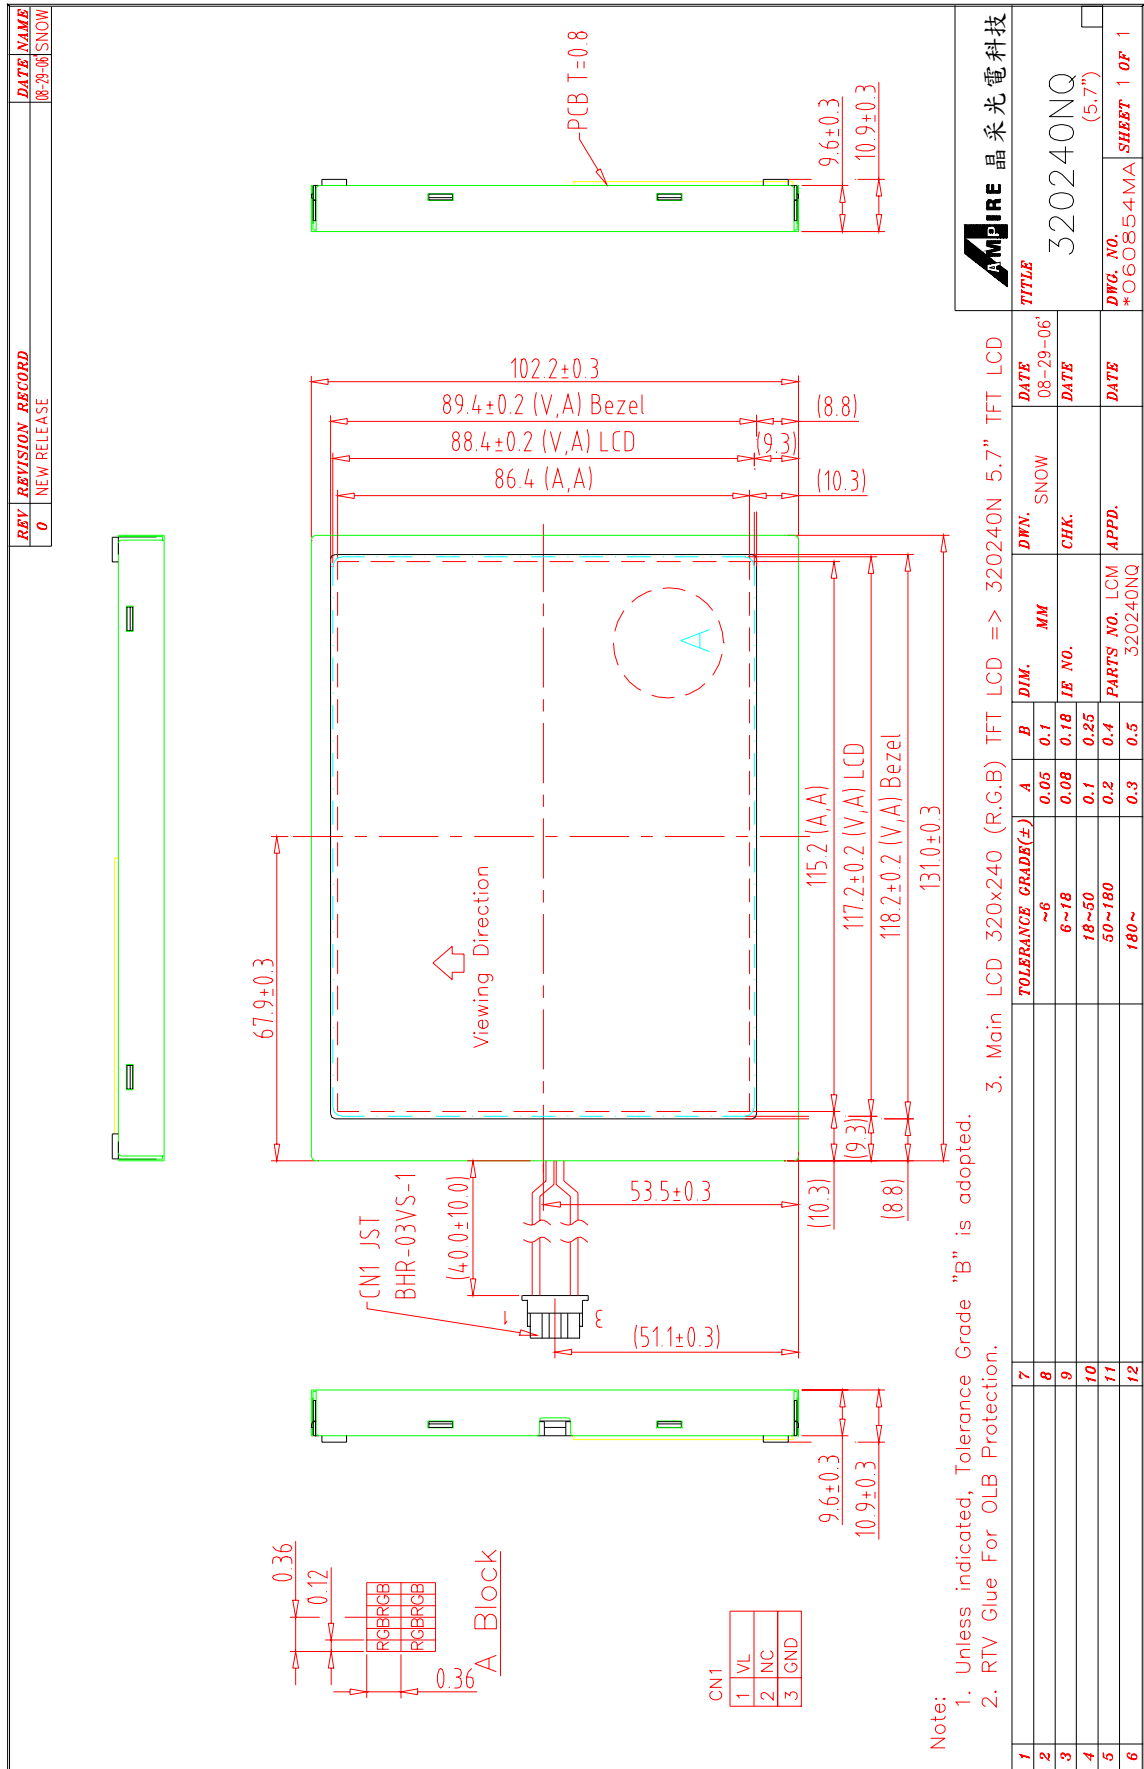 REV REVISION RECORD DATE NAME
0 NEW RELEASE 08-29-06' SNOW
PCB T=0.8
9.6±0.3
10.9±0.3
102.2±0.3
89.4±0.2 (V,A) Bezel
88.4±0.2 (V,A) LCD
86.4 (A,A)
(8.8)
(9.3)
(10.3)
A
67.9±0.3
Viewing Direction
115.2 (A,A)
117.2±0.2 (V,A) LCD
118.2±0.2 (V,A) Bezel
131.0±0.3
(10.3)
(9.3)
(8.8)
53.5±0.3
(40.0±10.0)
CN1 JST
BHR-03VS-1
1
3
(51.1±0.3)
9.6±0.3
10.9±0.3
0.36
0.12
RGBRGB
RGBRGB
0.36
A Block
CN1
1 VL
2 NC
3 GND
Note:
1. Unless indicated, Tolerance Grade "B" is adopted.
2. RTV Glue For OLB Protection.
3. Main LCD 320x240 (R.G.B) TFT LCD => 320240N 5.7" TFT LCD
AMPIRE 晶采光電科技
1 7
2 8
3 9
4 10
5 11
6 12
TOLERANCE GRADE(±) A B
~6 0.05 0.1
6~18 0.08 0.18
18~50 0.1 0.25
50~180 0.2 0.4
180~ 0.3 0.5
DIM. MM
IE NO.
PARTS NO. LCM
320240NQ
DWN. SNOW
CHK.
APPD.
DATE 08-29-06'
DATE
DATE
TITLE
320240NQ
(5.7")
DWG. NO.
*060854MA
SHEET 1 OF 1